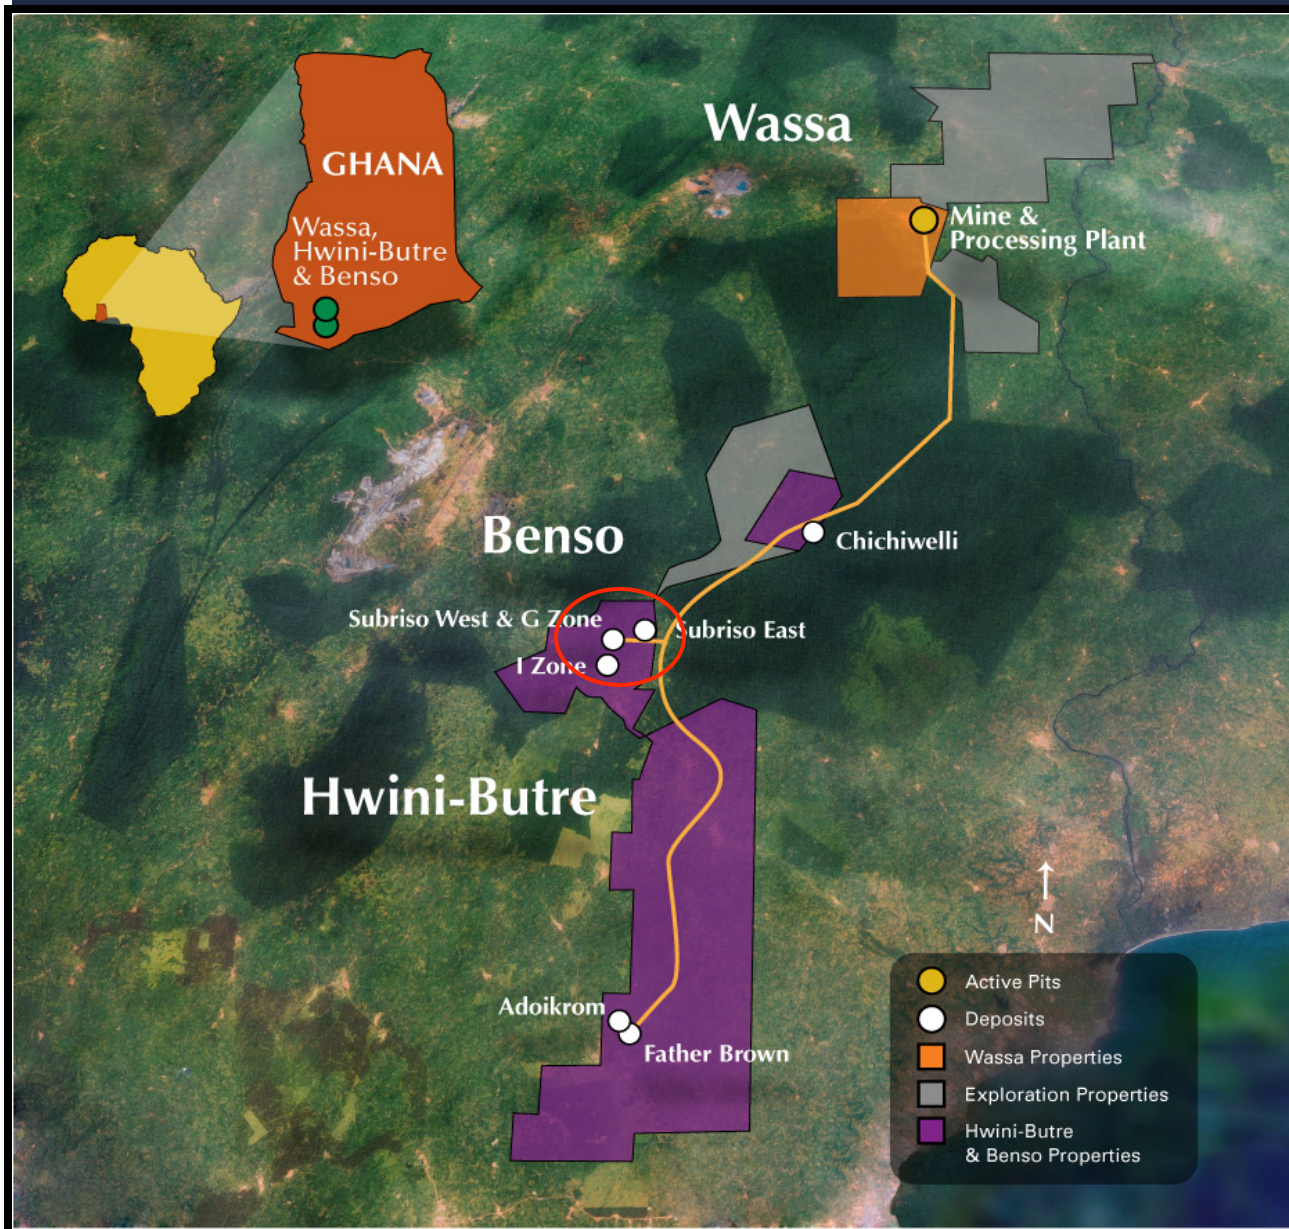 Wassa
GHANA
Wassa,
Hwini-Butre
& Benso
Mine &
Processing Plant
Benso
Chichiwelli
Subriso West & G Zone
Subriso East
I Zone
Hwini-Butre
N
Adoikrom
Father Brown
Active Pits
Deposits
Wassa Properties
Exploration Properties
Hwini-Butre
& Benso Properties